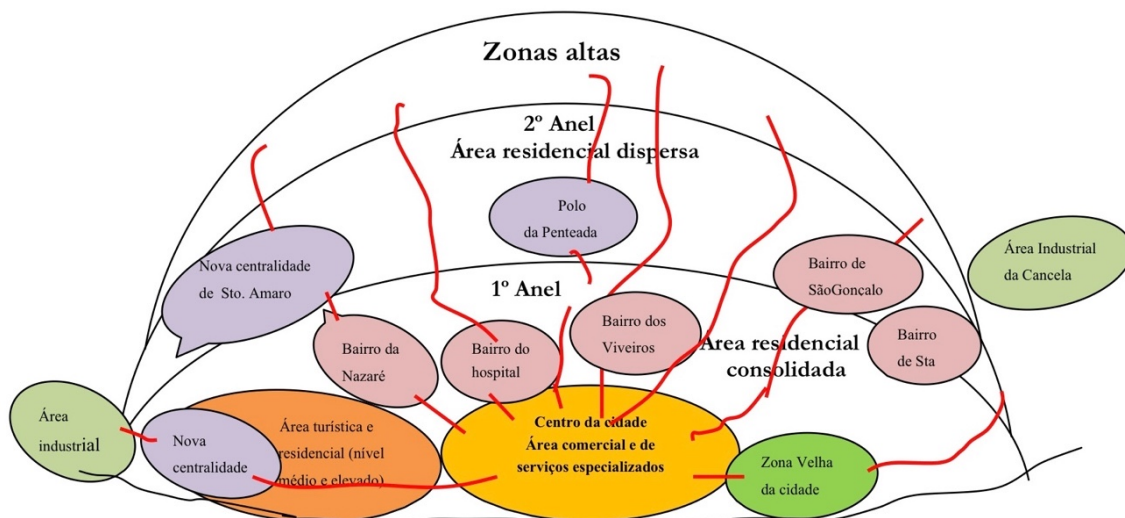 Zonas altas
2º Anel
Área residencial dispersa
Polo
da Penteada
Nova centralidade
de Sto. Amaro
Bairro de
SãoGonçalo
Área Industrial
da Cancela
1º Anel
Bairro dos
Viveiros
Bairro da
Nazaré
Bairro do
hospital
Área residencial
consolidada
Bairro
de Sta
Área
industrial
Nova
centralidade
Área turística e
residencial (nível
médio e elevado)
Centro da cidade
Área comercial e de
serviços especializados
Zona Velha
da cidade